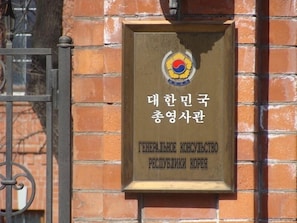 대한민국
총영사관
ГЕНЕРАЛЬНОЕ КОНСУЛЬСТВО
РЕСПУБЛИКИ КОРЕЯ